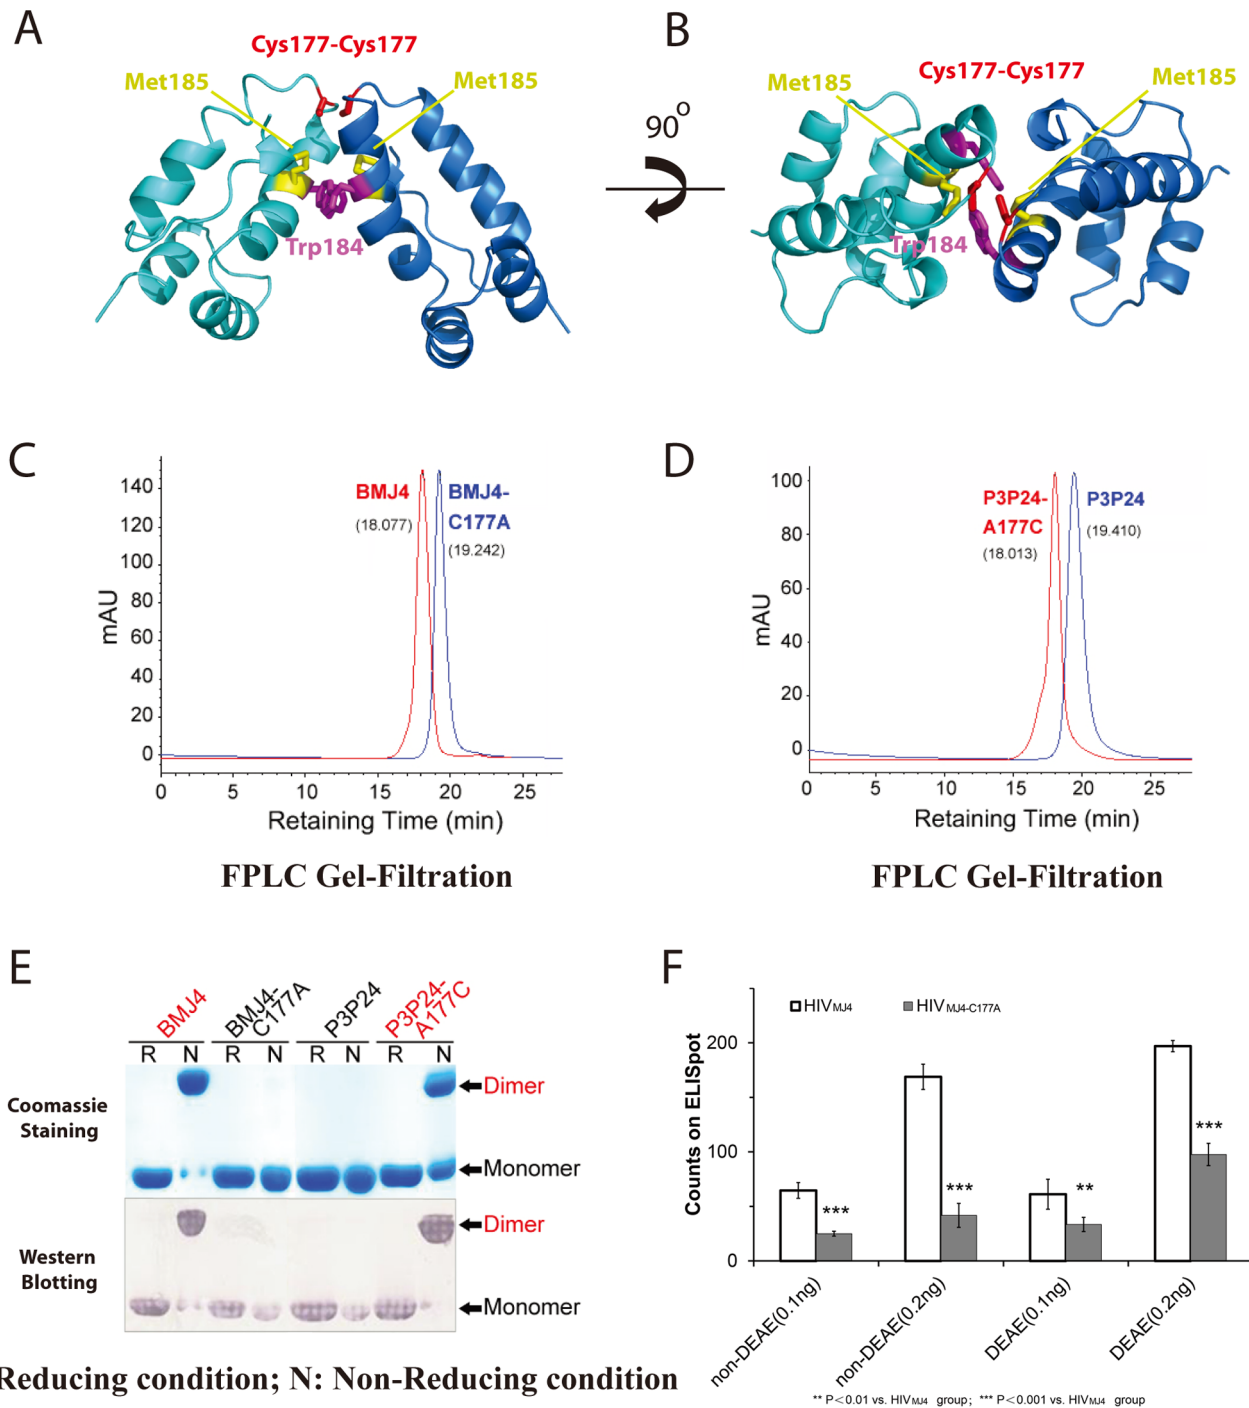 A
Cys177-Cys177
Met185
Met185
Trp184
90o
B
Cys177-Cys177
Met185
Met185
Trp184
C
mAU
140
120
100
80
60
40
20
0
BMJ4
(18.077)
BMJ4-
C177A
(19.242)
0 5 10 15 20 25
Retaining Time (min)
FPLC Gel-Filtration
D
mAU
100
80
60
40
20
0
P3P24-
A177C
(18.013)
P3P24
(19.410)
0 5 10 15 20 25
Retaining Time (min)
FPLC Gel-Filtration
E
BMJ4
BMJ4-
C177A
P3P24
P3P24-
A177C
R N R N R N R N
Coomassie
Staining
Dimer
Monomer
Western
Blotting
Dimer
Monomer
Reducing condition; N: Non-Reducing condition
F
Counts on ELISpot
200
100
0
HIVMJ4
HIVMJ4-C177A
***
***
**
***
non-DEAE(0.1ng)
non-DEAE(0.2ng)
DEAE(0.1ng)
DEAE(0.2ng)
** P<0.01 vs. HIVMJ4 group; *** P<0.001 vs. HIVMJ4 group